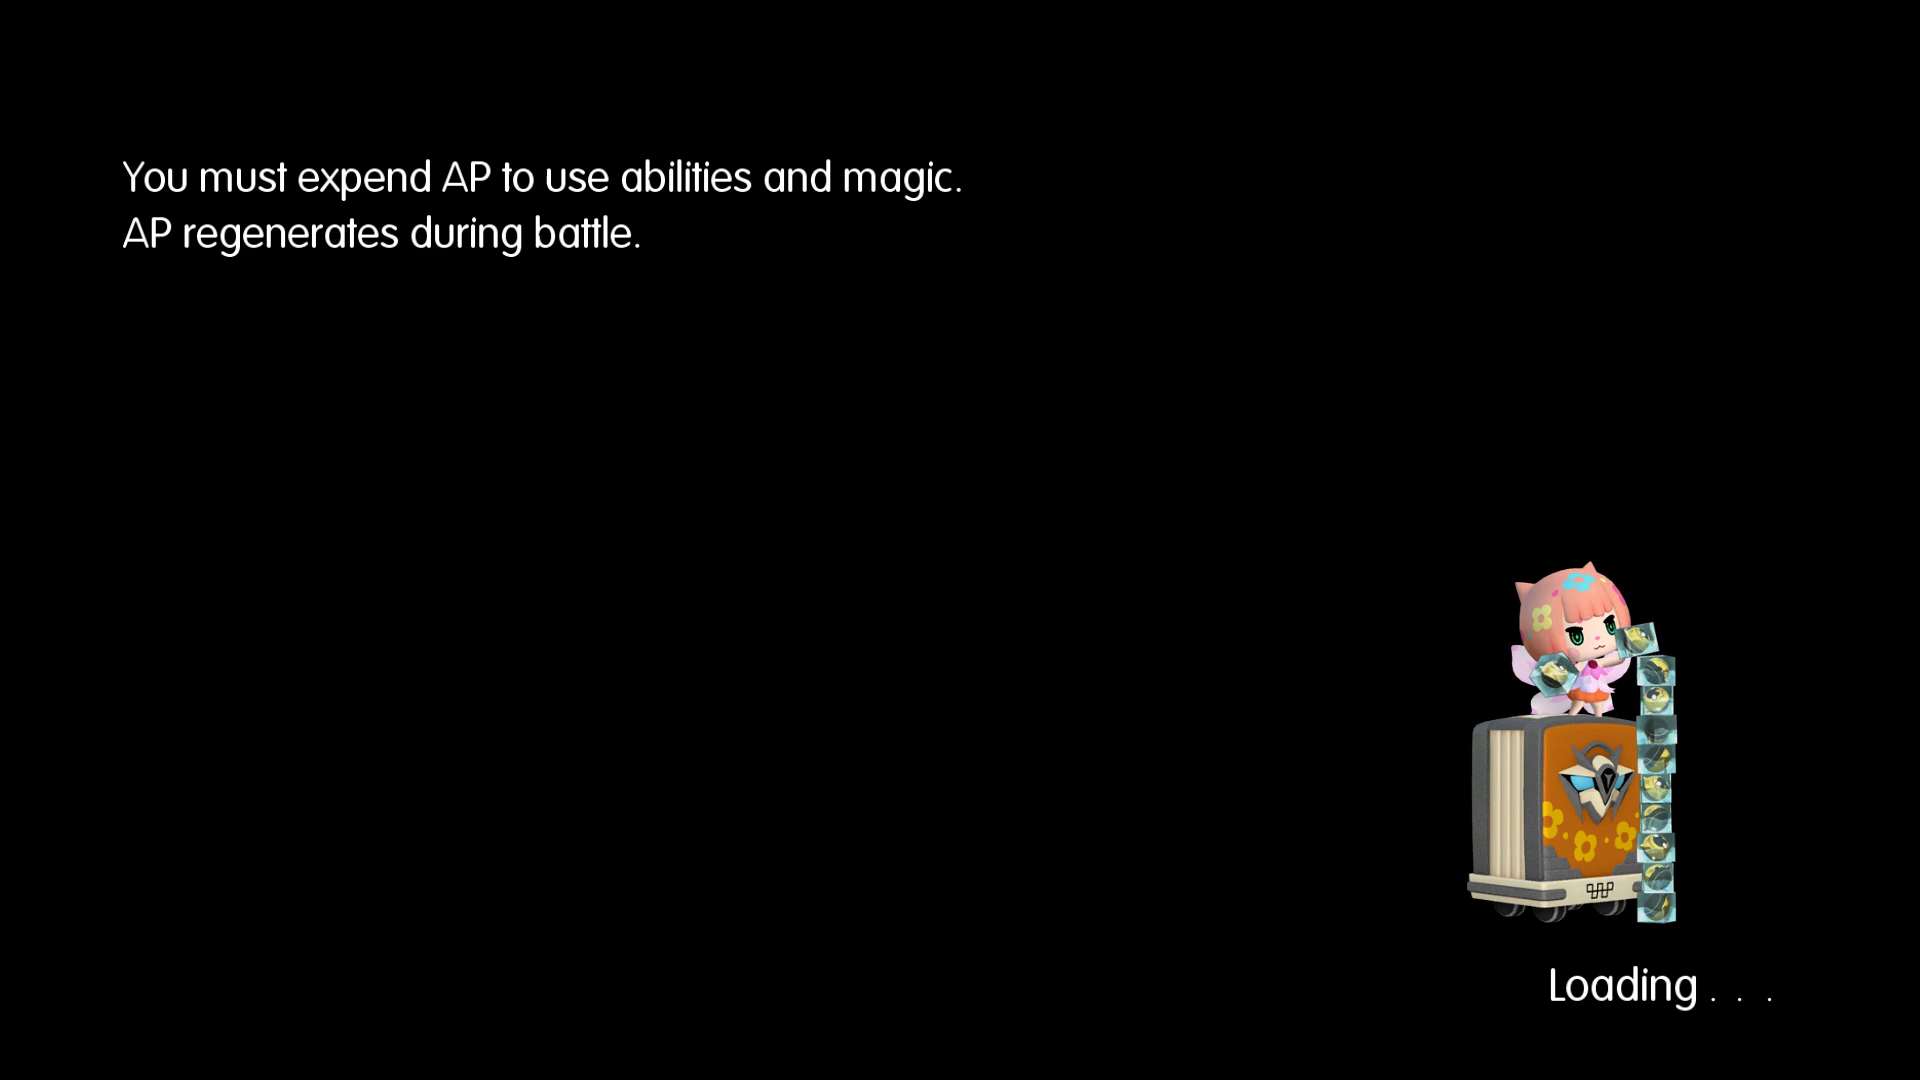 You must expend AP to use abilities and magic.
AP regenerates during battle.
Loading . . .